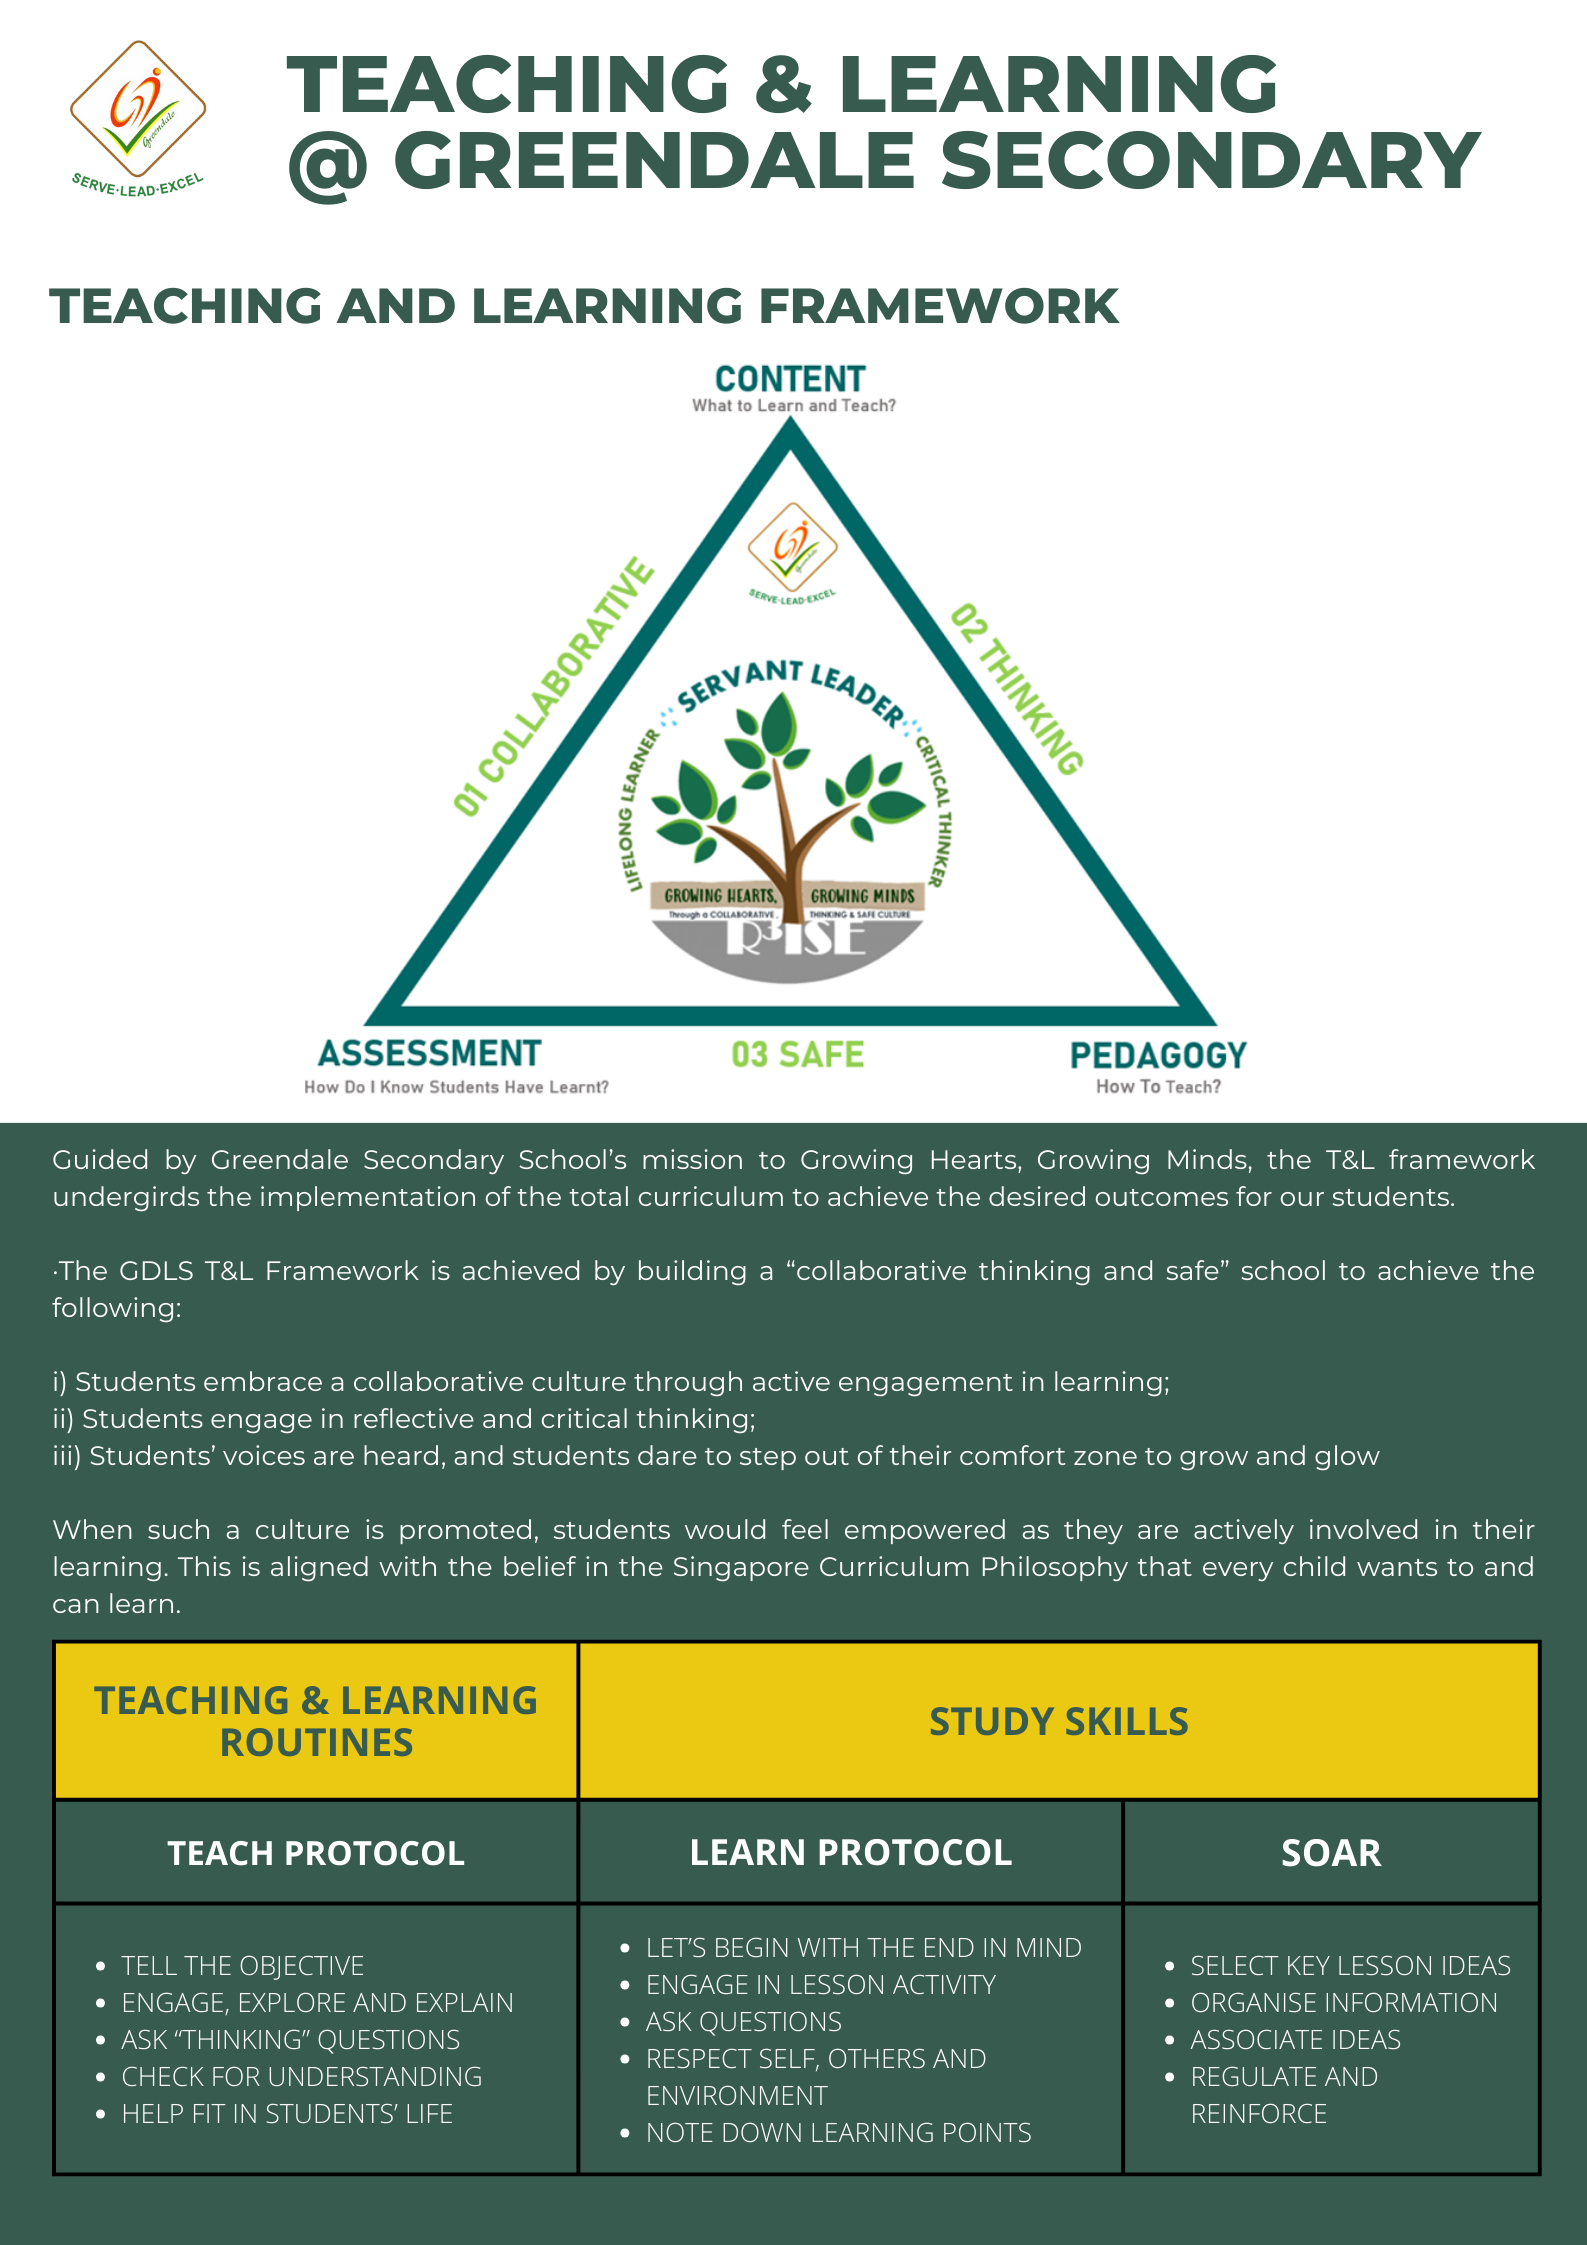 TEACHING & LEARNING
@ GREENDALE SECONDARY
Greendale
SERVE·LEAD·EXCEL
TEACHING AND LEARNING FRAMEWORK
CONTENT
What to Learn and Teach?
Greendale
SERVE·LEAD·EXCEL
01 COLLABORATIVE
02 THINKING
SERVANT LEADER
LIFELONG LEARNER
CRITICAL THINKER
GROWING HEARTS, GROWING MINDS
Through a COLLABORATIVE, THINKING & SAFE CULTURE
R³ISE
ASSESSMENT
How Do I Know Students Have Learnt?
03 SAFE
PEDAGOGY
How To Teach?
Guided by Greendale Secondary School’s mission to Growing Hearts, Growing Minds, the T&L framework
undergirds the implementation of the total curriculum to achieve the desired outcomes for our students.
·The GDLS T&L Framework is achieved by building a “collaborative thinking and safe” school to achieve the
following:
i) Students embrace a collaborative culture through active engagement in learning;
ii) Students engage in reflective and critical thinking;
iii) Students’ voices are heard, and students dare to step out of their comfort zone to grow and glow
When such a culture is promoted, students would feel empowered as they are actively involved in their
learning. This is aligned with the belief in the Singapore Curriculum Philosophy that every child wants to and
can learn.
TEACHING & LEARNING
ROUTINES
STUDY SKILLS
TEACH PROTOCOL
LEARN PROTOCOL
SOAR
• TELL THE OBJECTIVE
• ENGAGE, EXPLORE AND EXPLAIN
• ASK “THINKING” QUESTIONS
• CHECK FOR UNDERSTANDING
• HELP FIT IN STUDENTS’ LIFE
• LET’S BEGIN WITH THE END IN MIND
• ENGAGE IN LESSON ACTIVITY
• ASK QUESTIONS
• RESPECT SELF, OTHERS AND
ENVIRONMENT
• NOTE DOWN LEARNING POINTS
• SELECT KEY LESSON IDEAS
• ORGANISE INFORMATION
• ASSOCIATE IDEAS
• REGULATE AND
REINFORCE